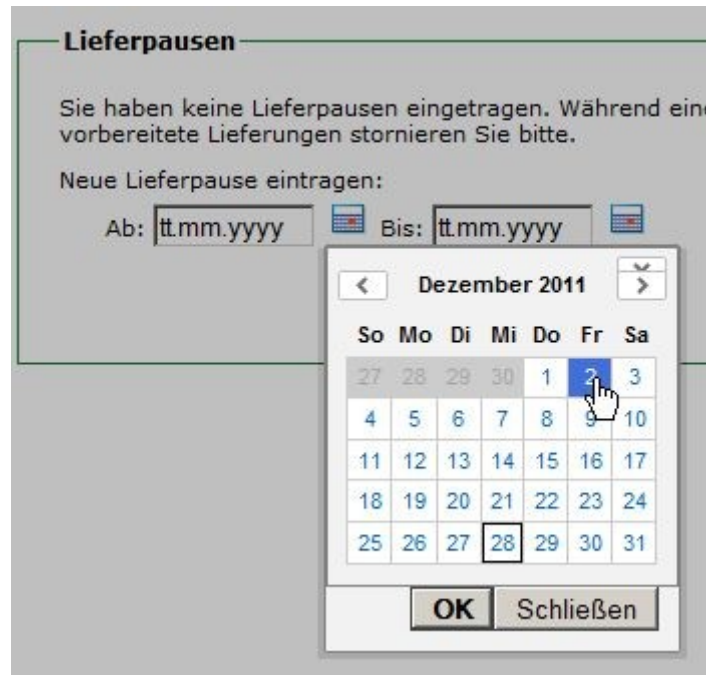 Lieferpausen
Sie haben keine Lieferpausen eingetragen. Während
vorbereitete Lieferungen stornieren Sie bitte.
Neue Lieferpause eintragen:
Ab: tt.mm.yyyy Bis: tt.mm.yyyy
< Dezember 2011 >
So Mo Di Mi Do Fr Sa
27 28 29 30 1 2 3
4 5 6 7 8 9 10
11 12 13 14 15 16 17
18 19 20 21 22 23 24
25 26 27 28 29 30 31
OK Schließen